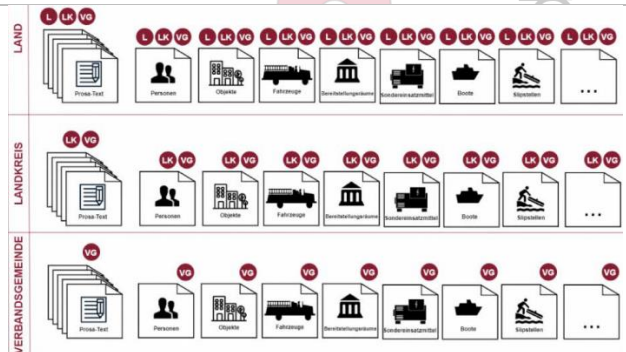 LAND
L LK VG
Prosa-Text
L LK VG
Personen
L LK VG
Objekte
L LK VG
Fahrzeuge
L LK VG
Bereitstellungsräume
L LK VG
Sondereinsatzmittel
L LK VG
Boote
L LK VG
Slipstellen
L LK VG
...
LANDKREIS
LK VG
Prosa-Text
LK VG
Personen
LK VG
Objekte
LK VG
Fahrzeuge
LK VG
Bereitstellungsräume
LK VG
Sondereinsatzmittel
LK VG
Boote
LK VG
Slipstellen
LK VG
...
VERBANDSGEMEINDE
VG
Prosa-Text
VG
Personen
VG
Objekte
VG
Fahrzeuge
VG
Bereitstellungsräume
VG
Sondereinsatzmittel
VG
Boote
VG
Slipstellen
VG
...